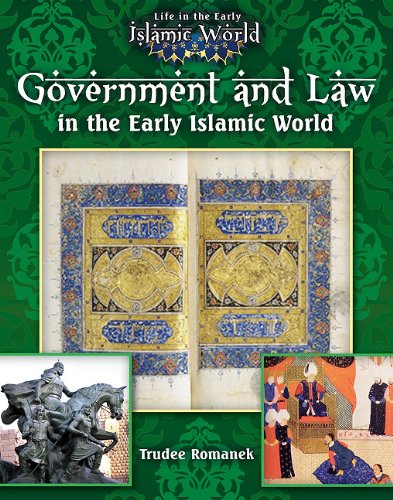 Life in the Early
Islamic World
Government and Law
in the Early Islamic World
Trudee Romanek